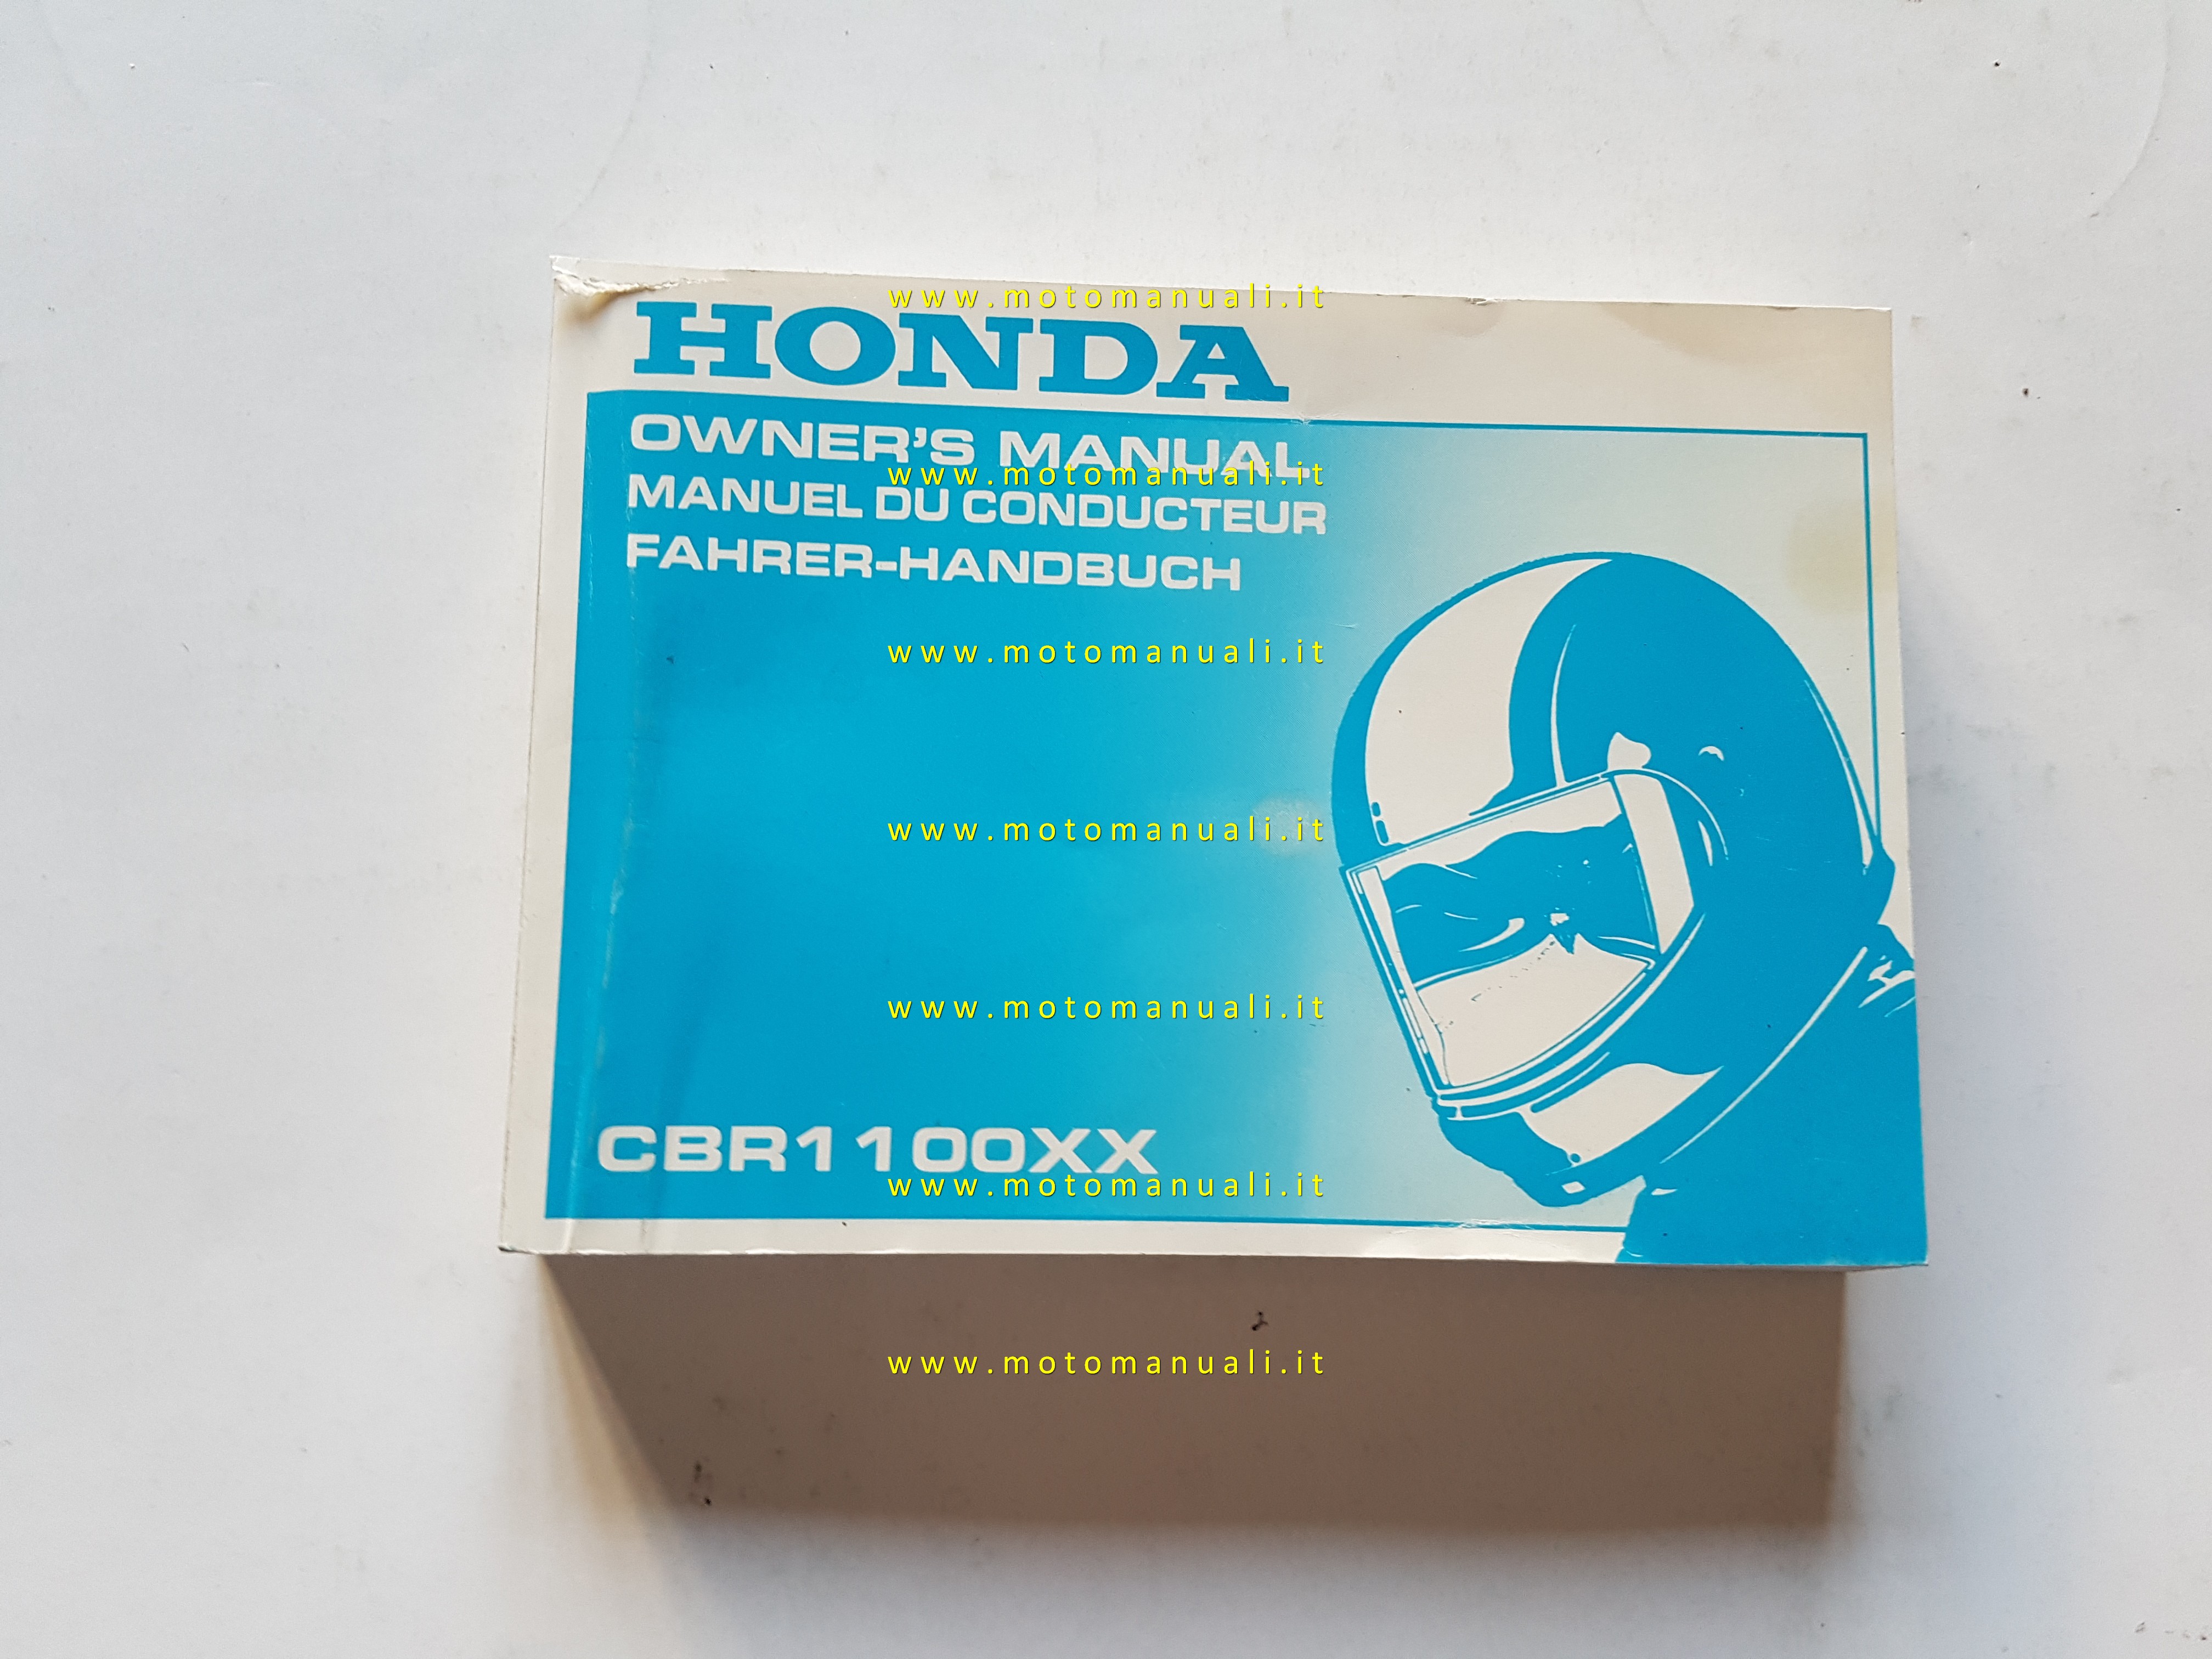 www.motomanuali.it
HONDA
OWNER'S MANUAL
www.motomanuali.it
MANUEL DU CONDUCTEUR
FAHRER-HANDBUCH
www.motomanuali.it
www.motomanuali.it
www.motomanuali.it
CBR1100XX
www.motomanuali.it
www.motomanuali.it